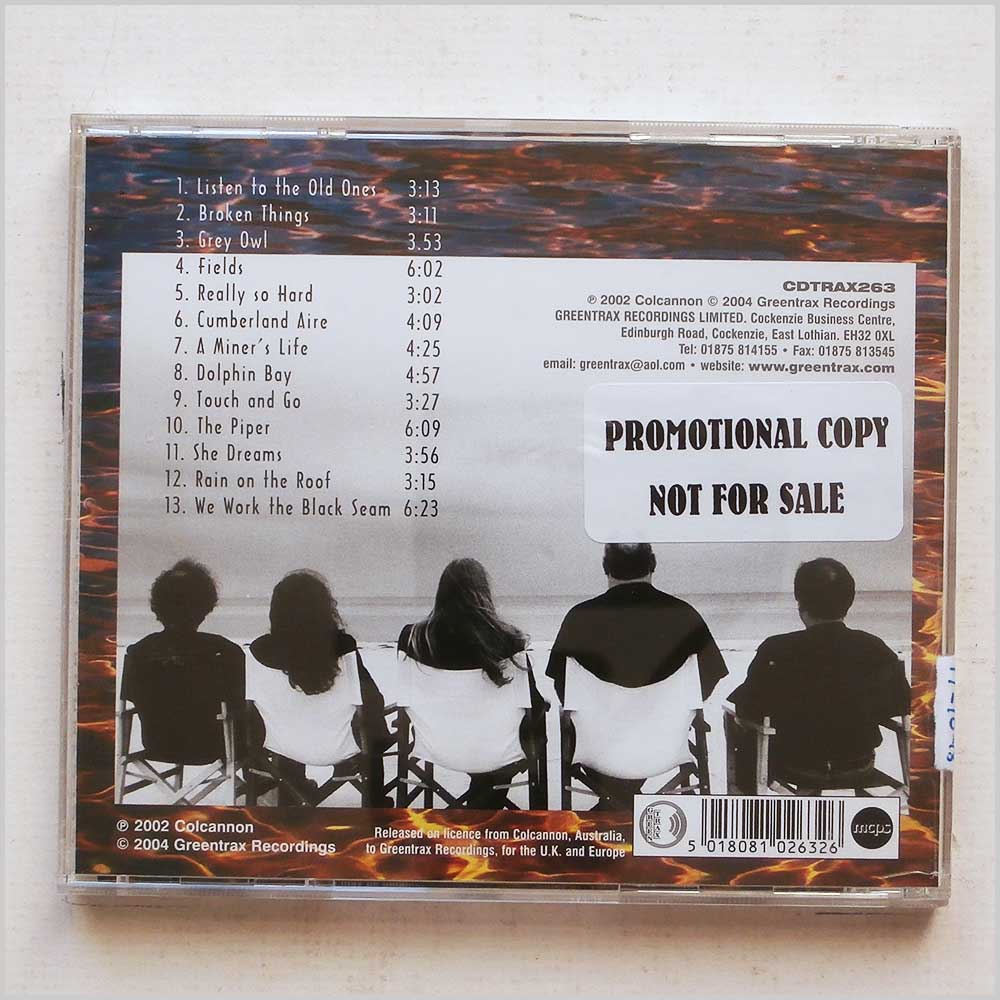 1. Listen to the Old Ones 3:13
2. Broken Things 3:11
3. Grey Owl 3.53
4. Fields 6:02
5. Really so Hard 3:02
6. Cumberland Aire 4:09
7. A Miner's Life 4:25
8. Dolphin Bay 4:57
9. Touch and Go 3:27
10. The Piper 6:09
11. She Dreams 3:56
12. Rain on the Roof 3:15
13. We Work the Black Seam 6:23
CDTRAX263
℗ 2002 Colcannon © 2004 Greentrax Recordings
GREENTRAX RECORDINGS LIMITED. Cockenzie Business Centre,
Edinburgh Road, Cockenzie, East Lothian. EH32 0XL
Tel: 01875 814155 • Fax: 01875 813545
email: greentrax@aol.com • website: www.greentrax.com
PROMOTIONAL COPY
NOT FOR SALE
℗ 2002 Colcannon
© 2004 Greentrax Recordings
Released on licence from Colcannon, Australia,
to Greentrax Recordings, for the U.K. and Europe
GREEN TRAX
5 018081 026326
mcps